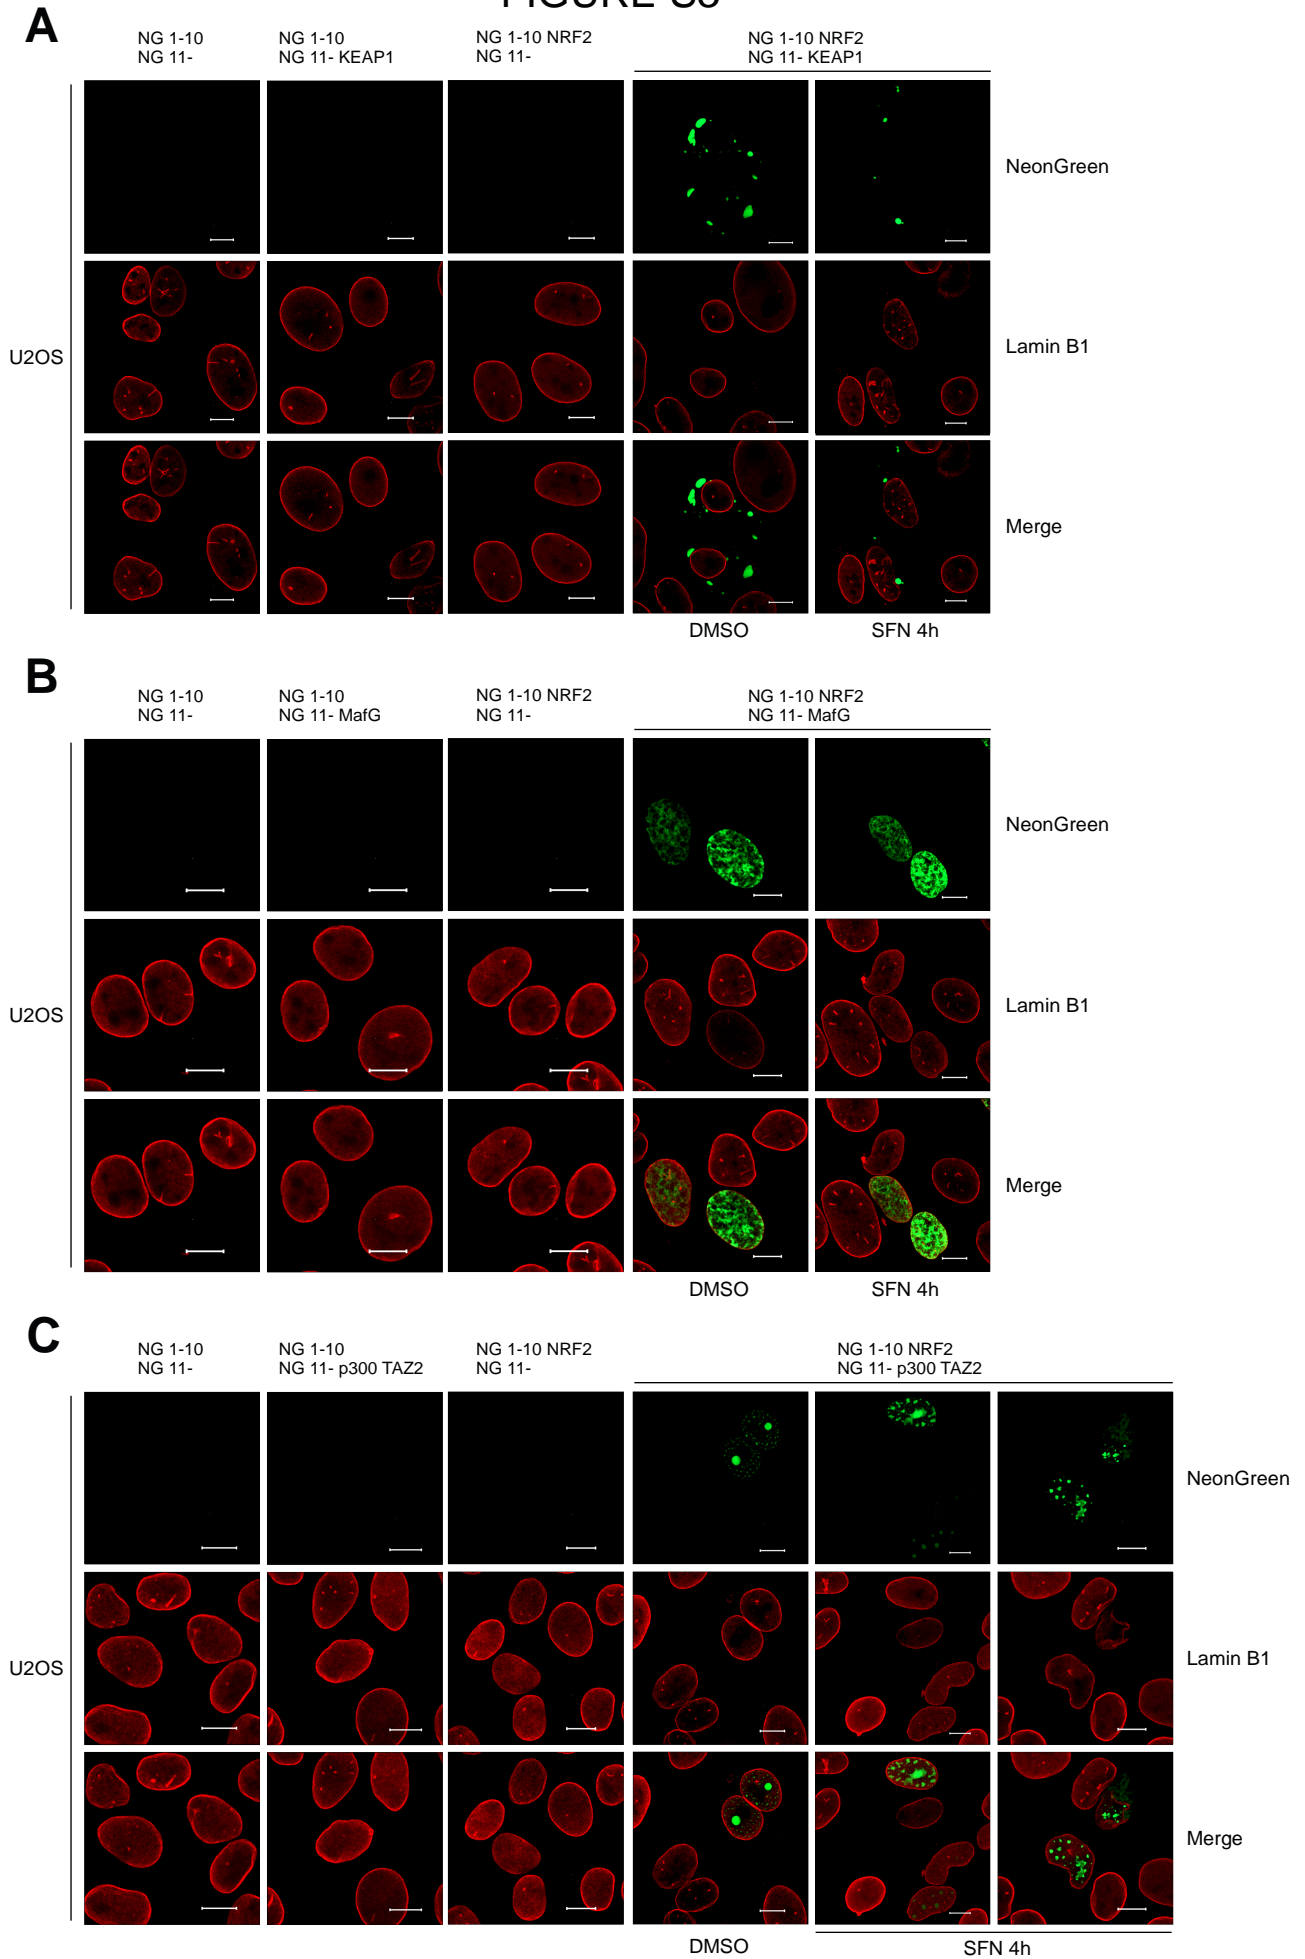 A
NG 1-10
NG 11-
NG 1-10
NG 11- KEAP1
NG 1-10 NRF2
NG 11-
NG 1-10 NRF2
NG 11- KEAP1
NeonGreen
U2OS
Lamin B1
Merge
DMSO
SFN 4h
B
NG 1-10
NG 11-
NG 1-10
NG 11- MafG
NG 1-10 NRF2
NG 11-
NG 1-10 NRF2
NG 11- MafG
NeonGreen
U2OS
Lamin B1
Merge
DMSO
SFN 4h
C
NG 1-10
NG 11-
NG 1-10
NG 11- p300 TAZ2
NG 1-10 NRF2
NG 11-
NG 1-10 NRF2
NG 11- p300 TAZ2
NeonGreen
U2OS
Lamin B1
Merge
DMSO
SFN 4h